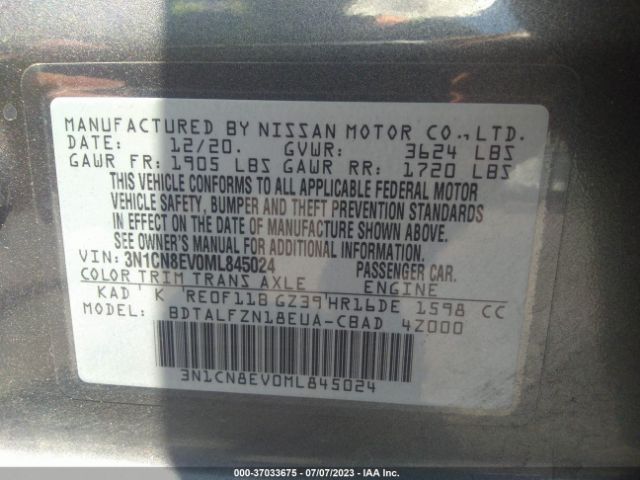 MANUFACTURED BY NISSAN MOTOR CO.,LTD.
DATE: 12/20. GVWR: 3624 LBS
GAWR FR: 1905 LBS GAWR RR: 1720 LBS
THIS VEHICLE CONFORMS TO ALL APPLICABLE FEDERAL MOTOR
VEHICLE SAFETY, BUMPER AND THEFT PREVENTION STANDARDS
IN EFFECT ON THE DATE OF MANUFACTURE SHOWN ABOVE.
SEE OWNER'S MANUAL FOR ADDITIONAL INFORMATION.
VIN: 3N1CN8EV0ML845024 PASSENGER CAR.
COLOR TRIM TRANS AXLE ENGINE
KAD K RE0F11B GZ39 HR16DE 1598 CC
MODEL: BDTALFZN18EUA-CBAD 4Z000
3N1CN8EV0ML845024
000-37033675 - 07/07/2023 - IAA Inc.